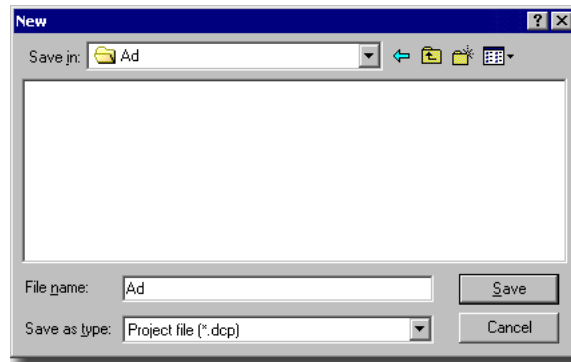 New
Save in: Ad
File name: Ad
Save
Save as type: Project file (*.dcp)
Cancel